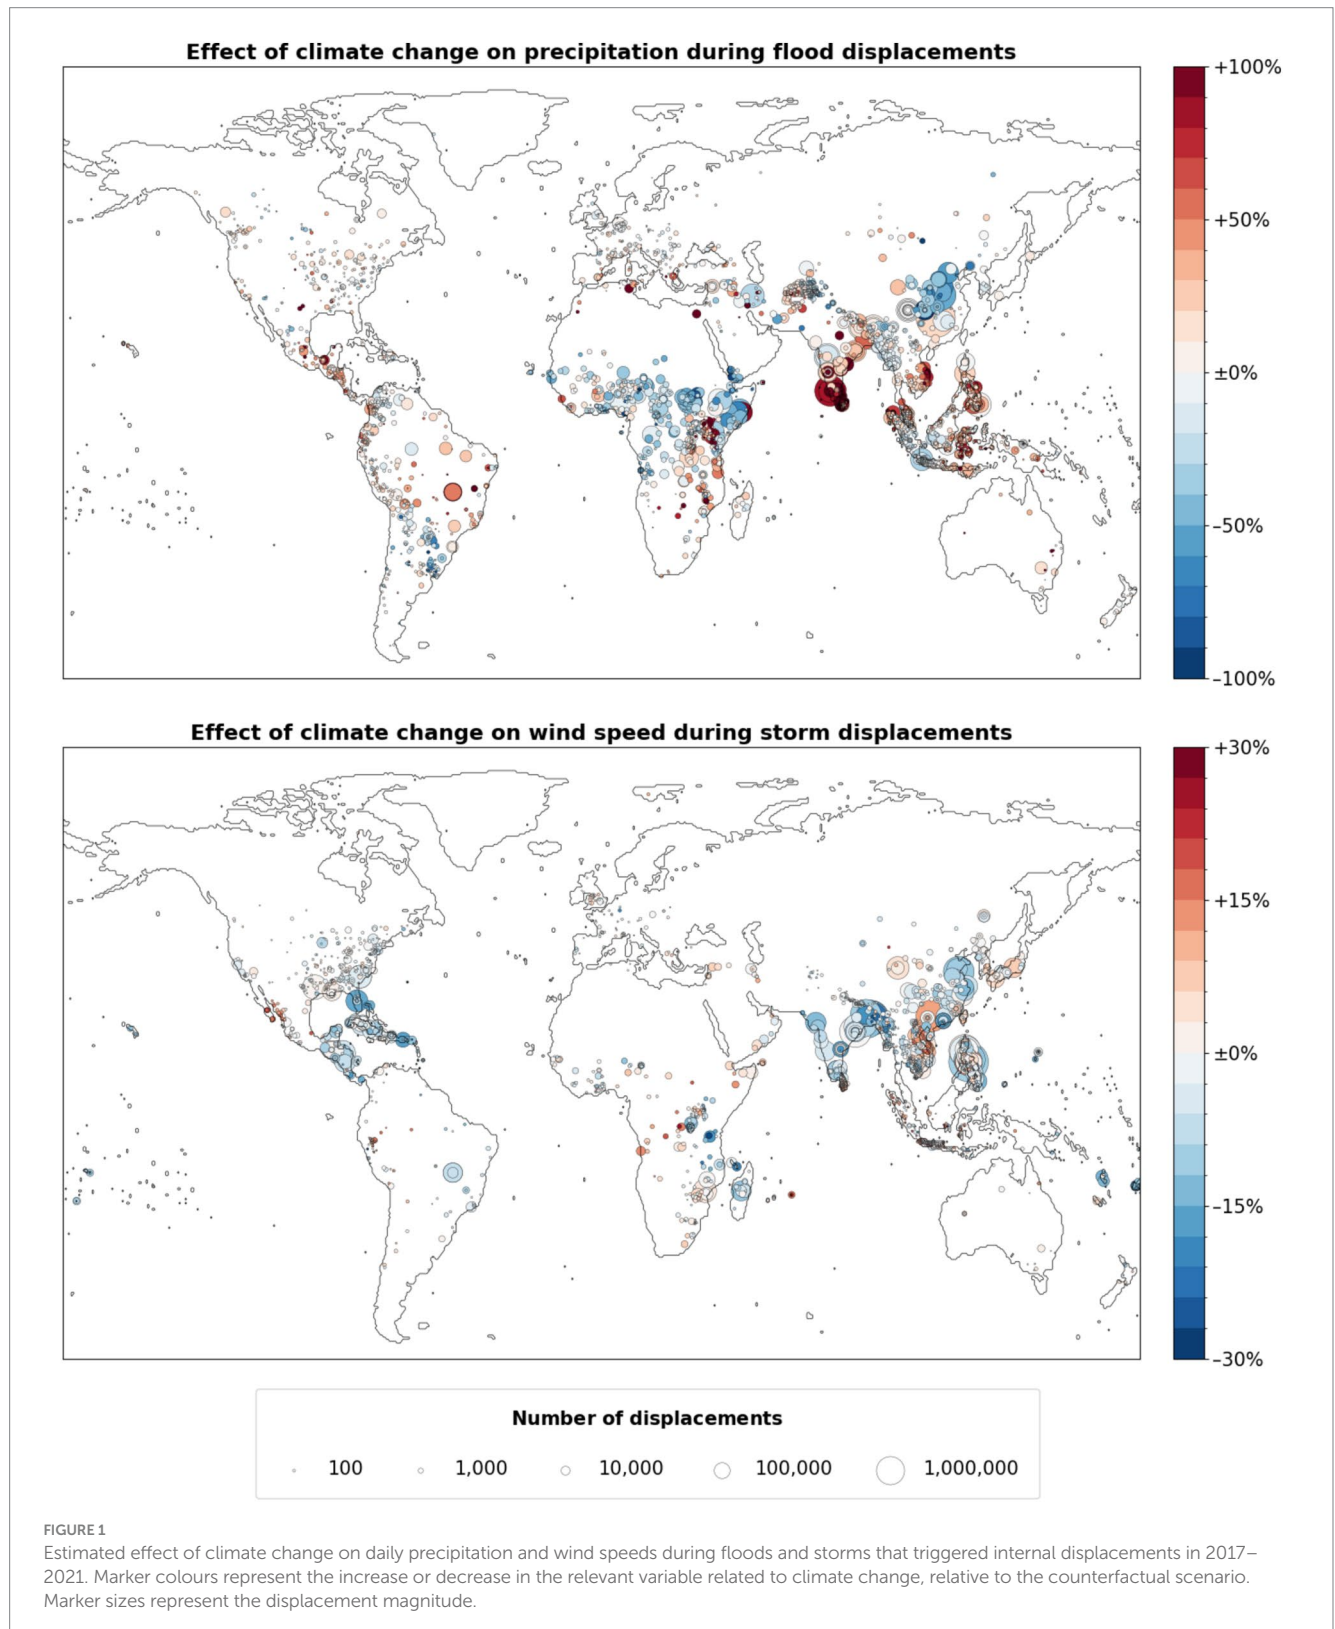 Effect of climate change on precipitation during flood displacements
+100%
+50%
±0%
−50%
−100%
Effect of climate change on wind speed during storm displacements
+30%
+15%
±0%
−15%
−30%
Number of displacements
100 1,000 10,000 100,000 1,000,000
FIGURE 1
Estimated effect of climate change on daily precipitation and wind speeds during floods and storms that triggered internal displacements in 2017–
2021. Marker colours represent the increase or decrease in the relevant variable related to climate change, relative to the counterfactual scenario.
Marker sizes represent the displacement magnitude.